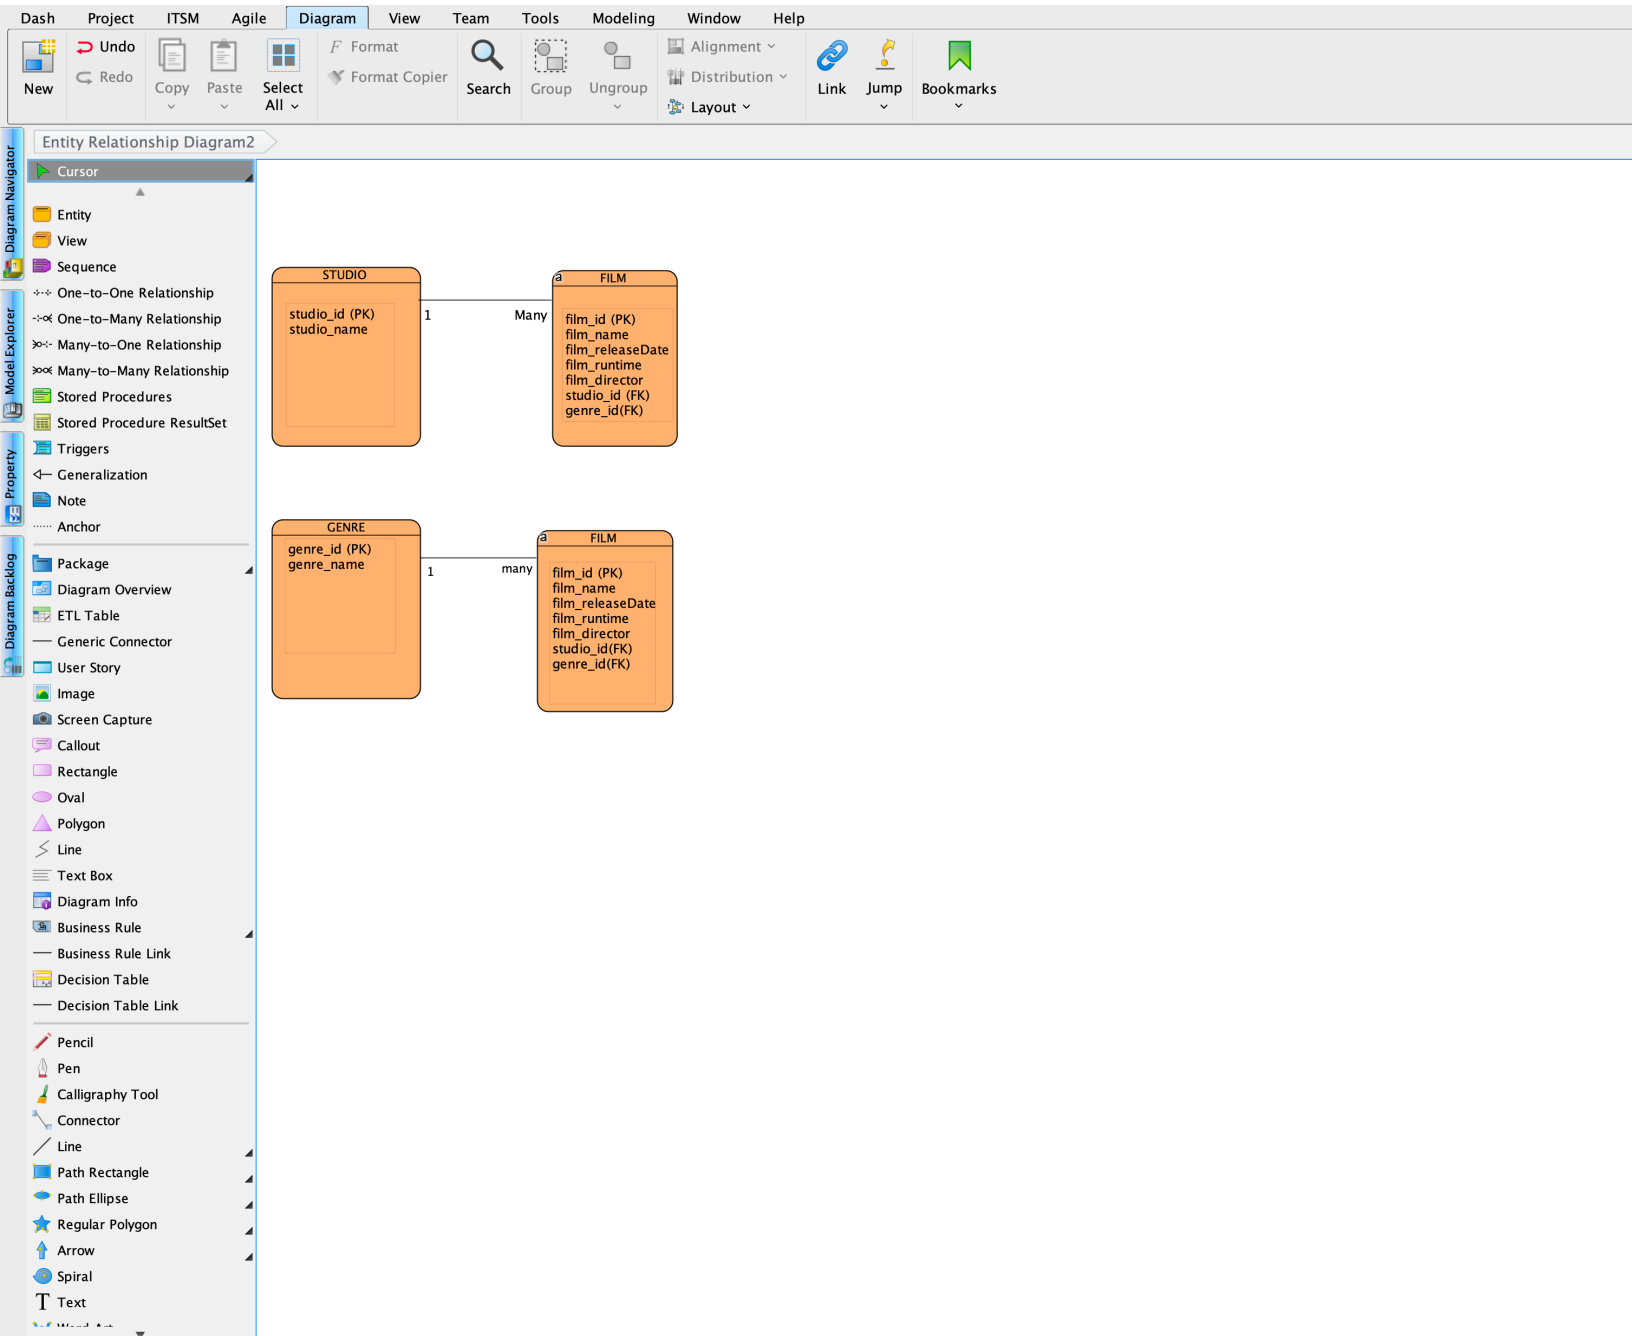 Dash Project ITSM Agile Diagram View Team Tools Modeling Window Help
New
Undo
Redo
Copy
Paste
Select
All
F Format
Format Copier
Search
Group
Ungroup
Alignment
Distribution
Layout
Link
Jump
Bookmarks
Entity Relationship Diagram2
Diagram Navigator
Model Explorer
Property
Diagram Backlog
Cursor
Entity
View
Sequence
One-to-One Relationship
One-to-Many Relationship
Many-to-One Relationship
Many-to-Many Relationship
Stored Procedures
Stored Procedure ResultSet
Triggers
Generalization
Note
Anchor
Package
Diagram Overview
ETL Table
Generic Connector
User Story
Image
Screen Capture
Callout
Rectangle
Oval
Polygon
Line
Text Box
Diagram Info
Business Rule
Business Rule Link
Decision Table
Decision Table Link
Pencil
Pen
Calligraphy Tool
Connector
Line
Path Rectangle
Path Ellipse
Regular Polygon
Arrow
Spiral
T Text
STUDIO
studio_id (PK)
studio_name
1
Many
a
FILM
film_id (PK)
film_name
film_releaseDate
film_runtime
film_director
studio_id (FK)
genre_id(FK)
GENRE
genre_id (PK)
genre_name
1
many
a
FILM
film_id (PK)
film_name
film_releaseDate
film_runtime
film_director
studio_id(FK)
genre_id(FK)